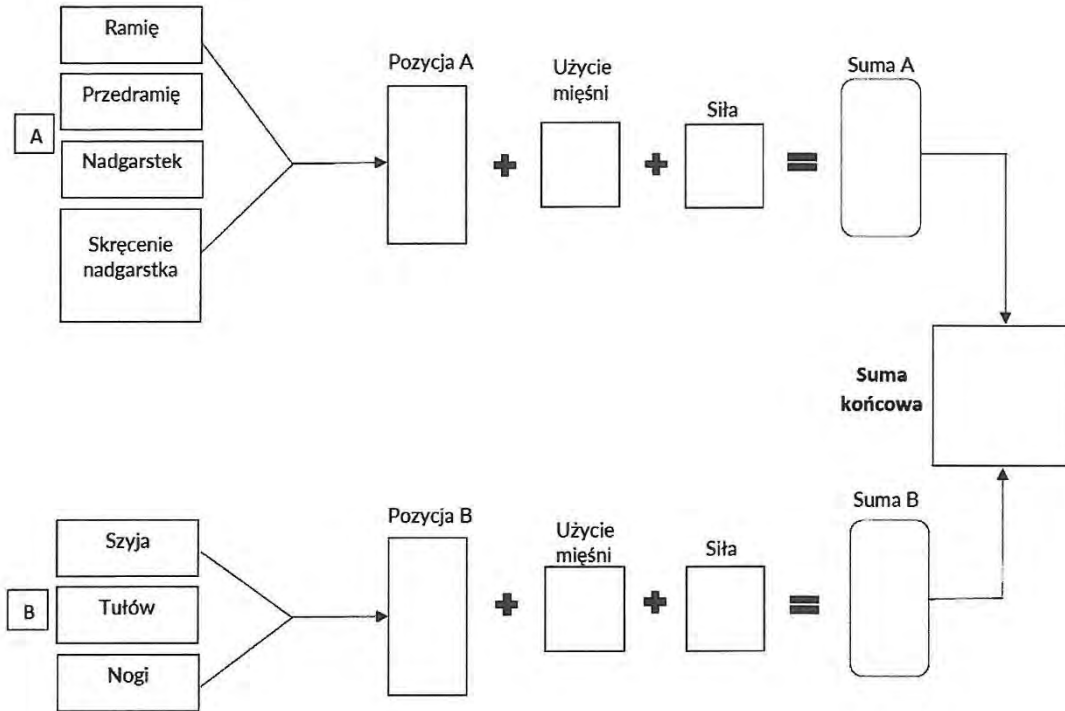 Ramię
Przedramię
A
Nadgarstek
Skręcenie
nadgarstka
Pozycja A
+
Użycie
mięśni
+
Siła
=
Suma A
Suma
końcowa
Szyja
B
Tułów
Nogi
Pozycja B
+
Użycie
mięśni
+
Siła
=
Suma B